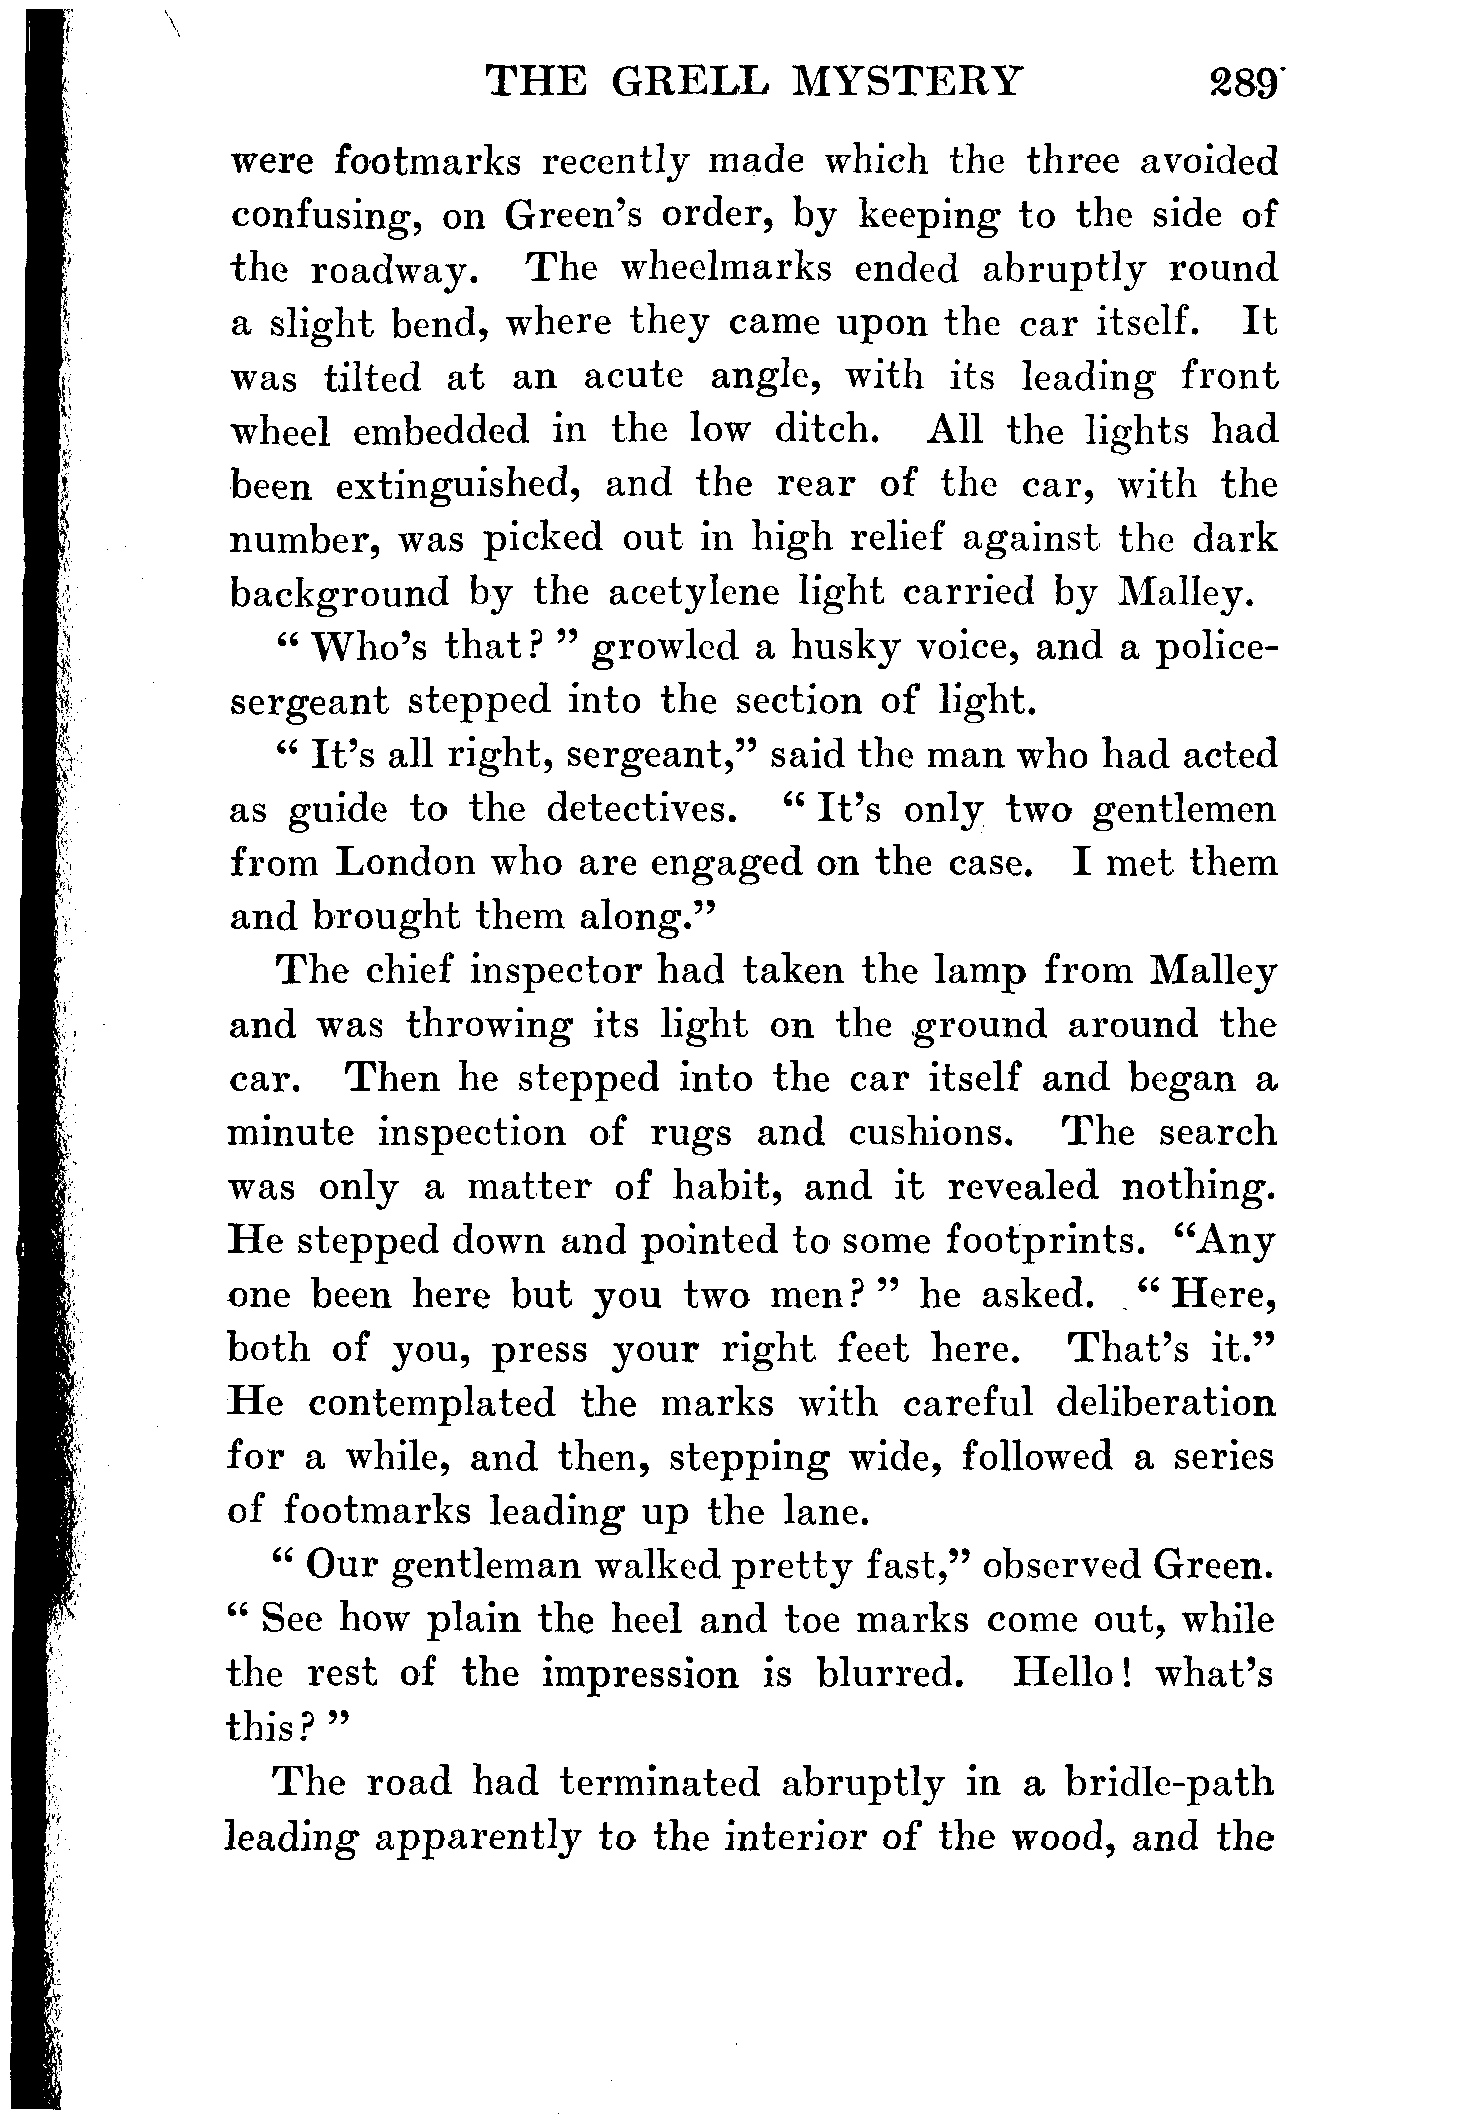 THE GRELL MYSTERY 289
were footmarks recently made which the three avoided
confusing, on Green's order, by keeping to the side of
the roadway. The wheelmarks ended abruptly round
a slight bend, where they came upon the car itself. It
was tilted at an acute angle, with its leading front
wheel embedded in the low ditch. All the lights had
been extinguished, and the rear of the car, with the
number, was picked out in high relief against the dark
background by the acetylene light carried by Malley.
“ Who's that? ” growled a husky voice, and a police-
sergeant stepped into the section of light.
“ It's all right, sergeant,” said the man who had acted
as guide to the detectives. “ It's only two gentlemen
from London who are engaged on the case. I met them
and brought them along.”
The chief inspector had taken the lamp from Malley
and was throwing its light on the ground around the
car. Then he stepped into the car itself and began a
minute inspection of rugs and cushions. The search
was only a matter of habit, and it revealed nothing.
He stepped down and pointed to some footprints. “Any
one been here but you two men? ” he asked. “ Here,
both of you, press your right feet here. That's it.”
He contemplated the marks with careful deliberation
for a while, and then, stepping wide, followed a series
of footmarks leading up the lane.
“ Our gentleman walked pretty fast,” observed Green.
“ See how plain the heel and toe marks come out, while
the rest of the impression is blurred. Hello! what's
this? ”
The road had terminated abruptly in a bridle-path
leading apparently to the interior of the wood, and the